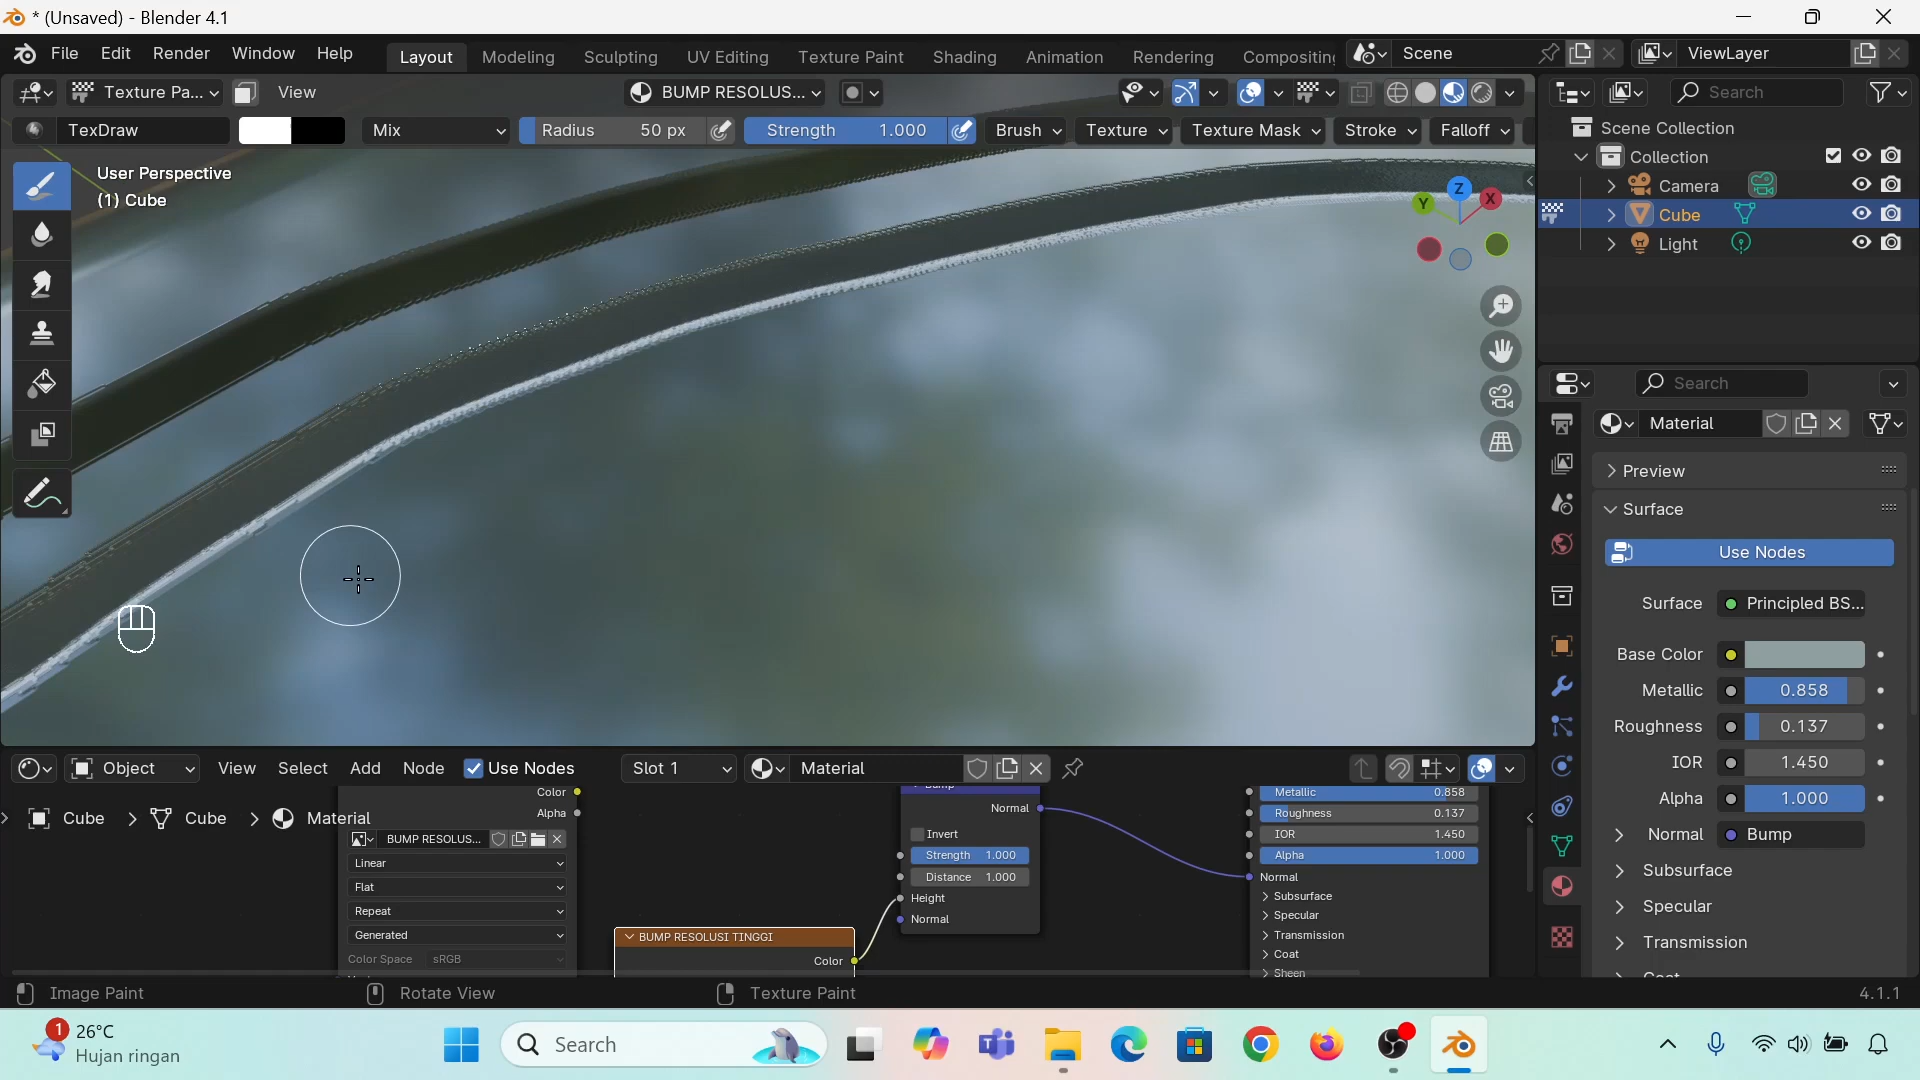 * (Unsaved) - Blender 4.1
File Edit Render Window Help Layout Modeling Sculpting UV Editing Texture Paint Shading Animation Rendering Compositing Scene ViewLayer
Texture Pa... View BUMP RESOLUS... Search
TexDraw Mix Radius 50 px Strength 1.000 Brush Texture Texture Mask Stroke Falloff
User Perspective
(1) Cube
Z
X
Y
Scene Collection
Collection
Camera
Cube
Light
Search
Material
Preview
Surface
Use Nodes
Surface Principled BS...
Base Color
Metallic 0.858
Roughness 0.137
IOR 1.450
Alpha 1.000
Normal Bump
Subsurface
Specular
Transmission
Coat
Object View Select Add Node Use Nodes Slot 1 Material
Cube Cube Material
Color
Alpha
BUMP RESOLUS...
Linear
Flat
Repeat
Generated
Color Space sRGB
BUMP RESOLUSI TINGGI
Color
Bump
Normal
Invert
Strength 1.000
Distance 1.000
Height
Normal
Metallic 0.858
Roughness 0.137
IOR 1.450
Alpha 1.000
Normal
Subsurface
Specular
Transmission
Coat
Sheen
Image Paint Rotate View Texture Paint 4.1.1
1
26°C
Hujan ringan
Search